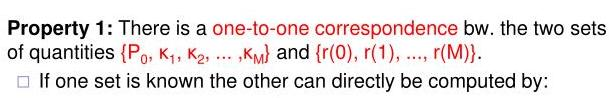 Property 1: There is a one-to-one correspondence bw. the two sets
of quantities {P₀, κ₁, κ₂, ... ,κ_M} and {r(0), r(1), ..., r(M)}.
□ If one set is known the other can directly be computed by: